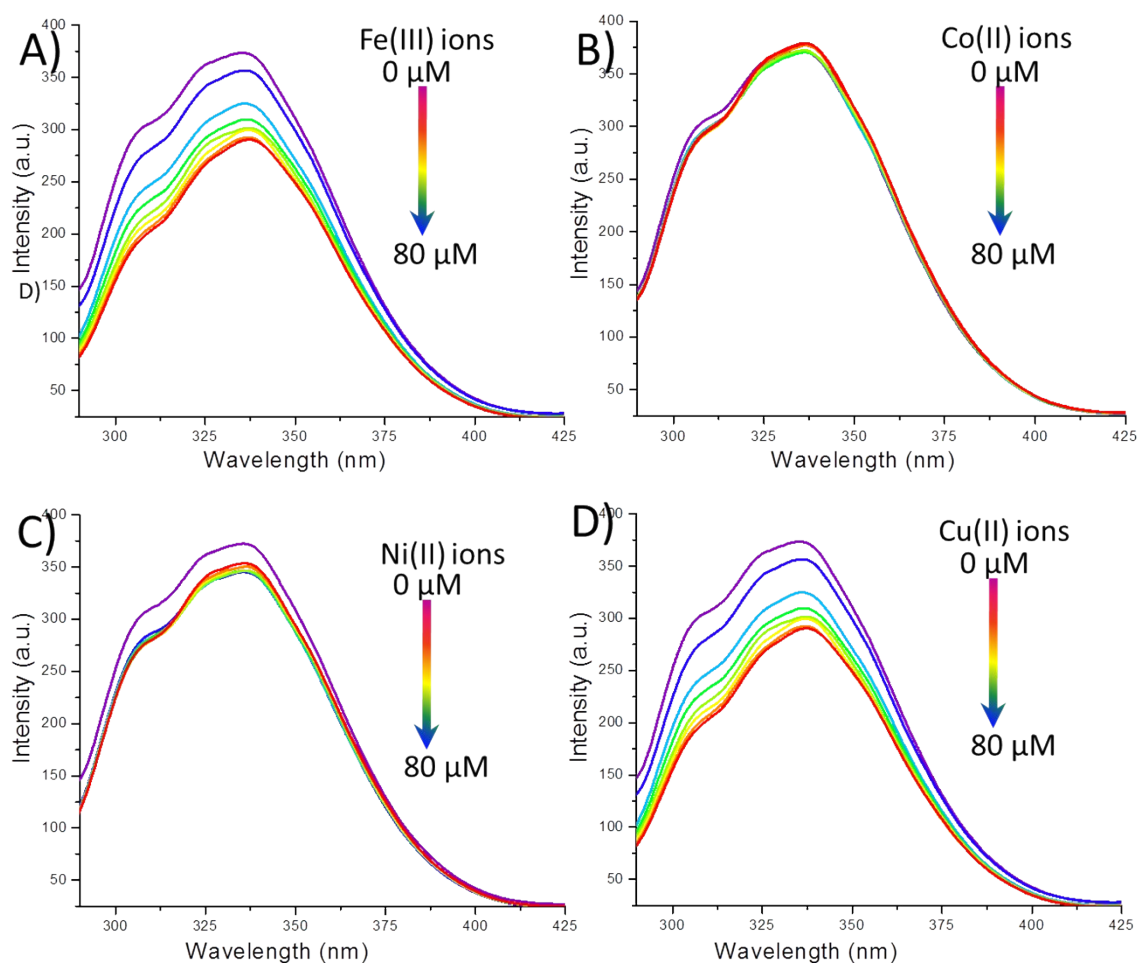 A)
Fe(III) ions
0 µM
80 µM
Intensity (a.u.)
400
350
300
250
200
150
100
50
D)
300 325 350 375 400 425
Wavelength (nm)
B)
Co(II) ions
0 µM
80 µM
Intensity (a.u.)
400
350
300
250
200
150
100
50
300 325 350 375 400 425
Wavelength (nm)
C)
Ni(II) ions
0 µM
80 µM
Intensity (a.u.)
400
350
300
250
200
150
100
50
300 325 350 375 400 425
Wavelength (nm)
D)
Cu(II) ions
0 µM
80 µM
Intensity (a.u.)
400
350
300
250
200
150
100
50
300 325 350 375 400 425
Wavelength (nm)